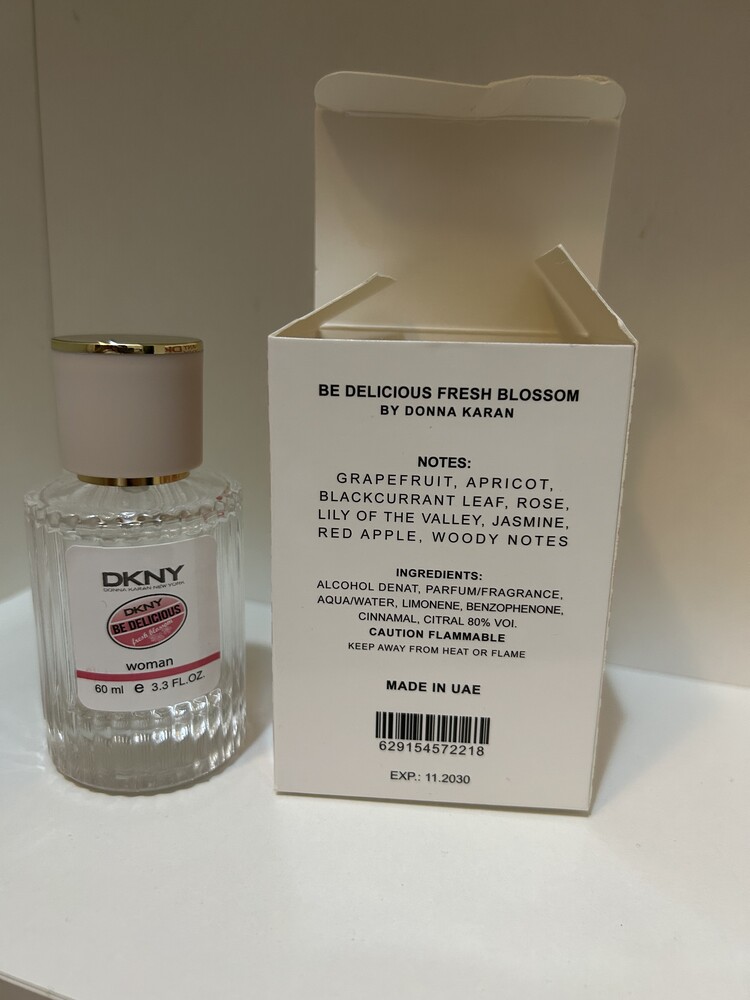 DKNY
DONNA KARAN NEW YORK
DKNY
BE DELICIOUS
fresh blossom
woman
60 ml e 3.3 FL.OZ.
BE DELICIOUS FRESH BLOSSOM
BY DONNA KARAN
NOTES:
GRAPEFRUIT, APRICOT,
BLACKCURRANT LEAF, ROSE,
LILY OF THE VALLEY, JASMINE,
RED APPLE, WOODY NOTES
INGREDIENTS:
ALCOHOL DENAT, PARFUM/FRAGRANCE,
AQUA/WATER, LIMONENE, BENZOPHENONE,
CINNAMAL, CITRAL 80% VOI.
CAUTION FLAMMABLE
KEEP AWAY FROM HEAT OR FLAME
MADE IN UAE
629154572218
EXP.: 11.2030